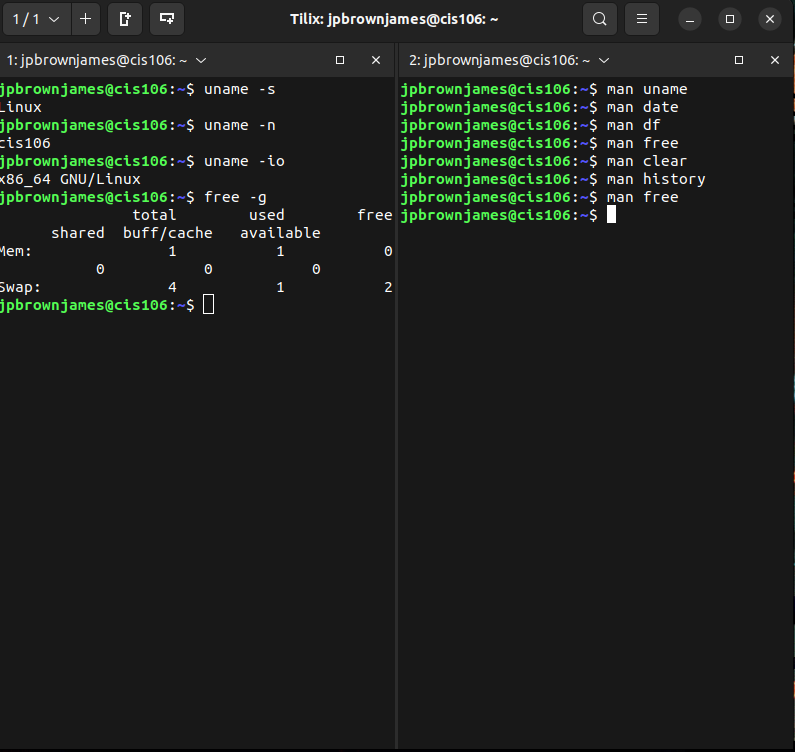 1 / 1
Tilix: jpbrownjames@cis106: ~
1: jpbrownjames@cis106: ~
jpbrownjames@cis106:~$ uname -s
Linux
jpbrownjames@cis106:~$ uname -n
cis106
jpbrownjames@cis106:~$ uname -io
x86_64 GNU/Linux
jpbrownjames@cis106:~$ free -g
total used free
shared buff/cache available
Mem: 1 1 0
0 0 0
Swap: 4 1 2
jpbrownjames@cis106:~$
2: jpbrownjames@cis106: ~
jpbrownjames@cis106:~$ man uname
jpbrownjames@cis106:~$ man date
jpbrownjames@cis106:~$ man df
jpbrownjames@cis106:~$ man free
jpbrownjames@cis106:~$ man clear
jpbrownjames@cis106:~$ man history
jpbrownjames@cis106:~$ man free
jpbrownjames@cis106:~$